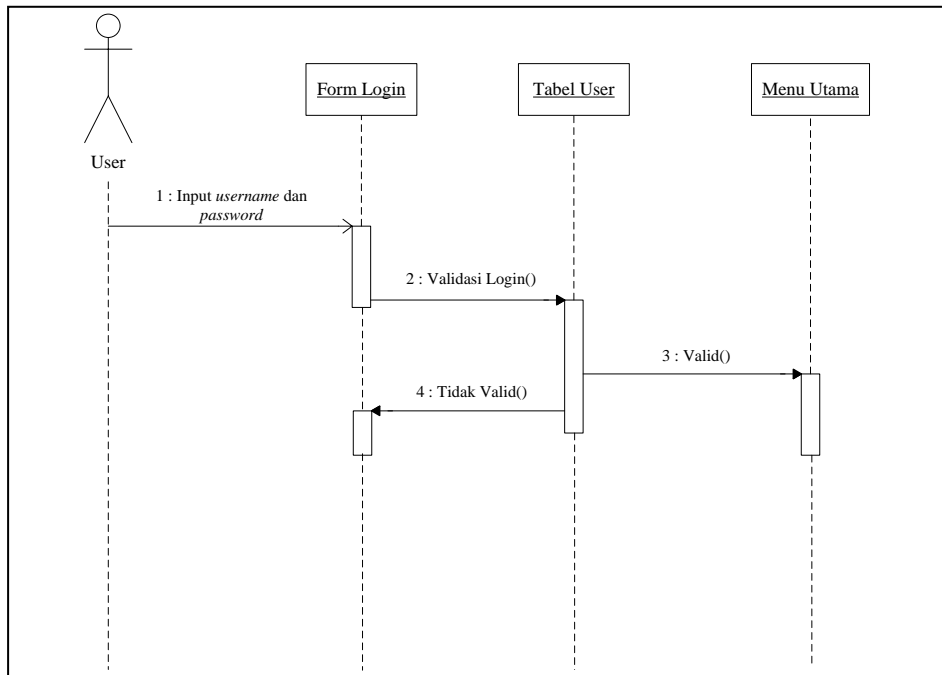 Form Login
Tabel User
Menu Utama
User
1 : Input username dan
password
2 : Validasi Login()
3 : Valid()
4 : Tidak Valid()